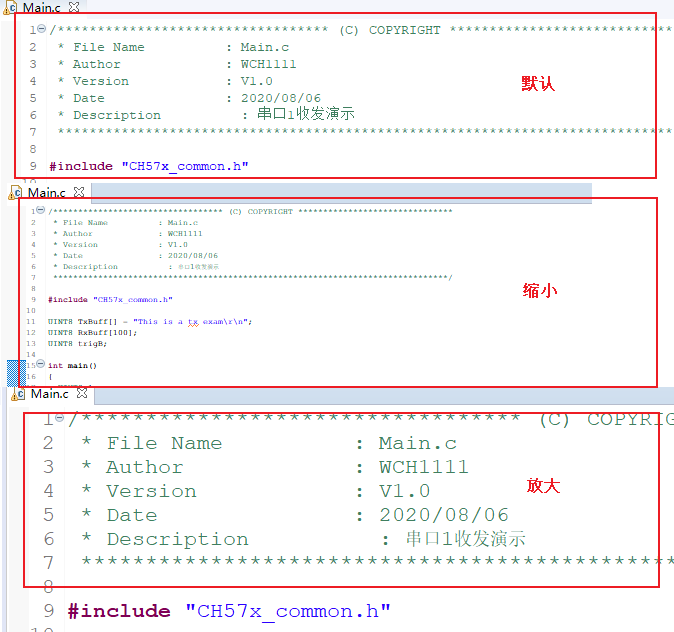 Main.c
1 /********************************** (C) COPYRIGHT *****************************
2 * File Name : Main.c
3 * Author : WCH1111
4 * Version : V1.0
5 * Date : 2020/08/06
6 * Description : 串口1收发演示
7 *******************************************************************************
8
9 #include "CH57x_common.h"
默认
Main.c
1 /********************************** (C) COPYRIGHT *******************************
2 * File Name : Main.c
3 * Author : WCH1111
4 * Version : V1.0
5 * Date : 2020/08/06
6 * Description : 串口1收发演示
7 *******************************************************************************/
8
9 #include "CH57x_common.h"
10
11 UINT8 TxBuff[] = "This is a tx exam\r\n";
12 UINT8 RxBuff[100];
13 UINT8 trigB;
14
15 int main()
16 {
缩小
Main.c
1 /********************************** (C) COPYRIG
2 * File Name : Main.c
3 * Author : WCH1111
4 * Version : V1.0
5 * Date : 2020/08/06
6 * Description : 串口1收发演示
7 **********************************************
8
9 #include "CH57x_common.h"
放大